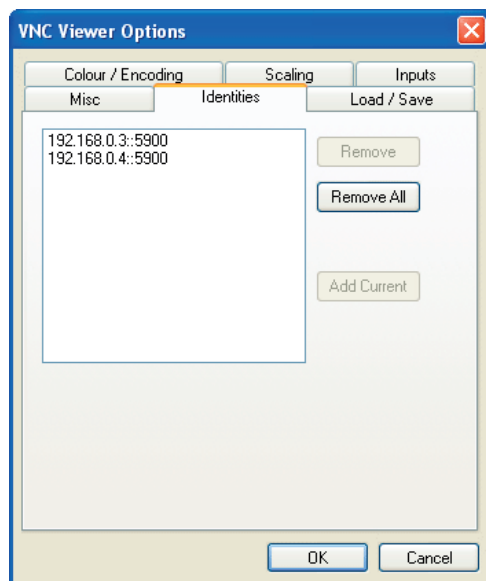 VNC Viewer Options
Colour / Encoding Scaling Inputs
Misc Identities Load / Save
192.168.0.3::5900
192.168.0.4::5900
Remove
Remove All
Add Current
OK Cancel